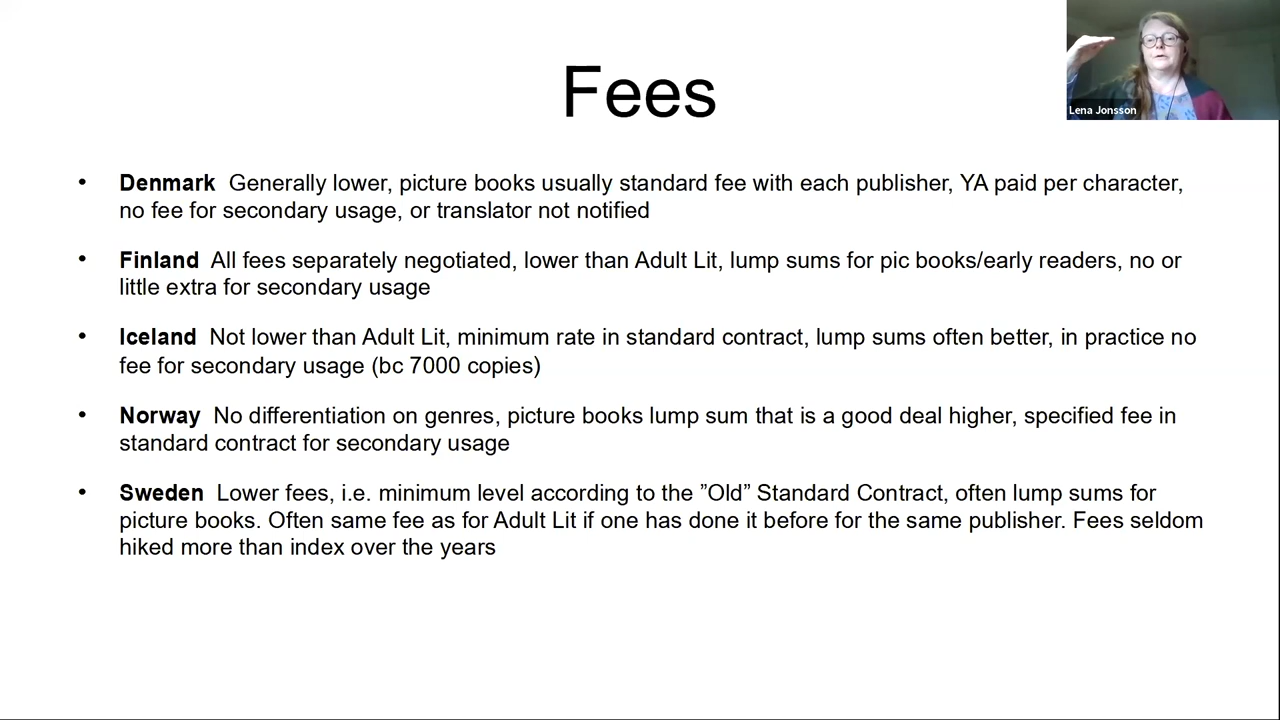 Fees
Lena Jonsson
• Denmark Generally lower, picture books usually standard fee with each publisher, YA paid per character,
no fee for secondary usage, or translator not notified
• Finland All fees separately negotiated, lower than Adult Lit, lump sums for pic books/early readers, no or
little extra for secondary usage
• Iceland Not lower than Adult Lit, minimum rate in standard contract, lump sums often better, in practice no
fee for secondary usage (bc 7000 copies)
• Norway No differentiation on genres, picture books lump sum that is a good deal higher, specified fee in
standard contract for secondary usage
• Sweden Lower fees, i.e. minimum level according to the ”Old” Standard Contract, often lump sums for
picture books. Often same fee as for Adult Lit if one has done it before for the same publisher. Fees seldom
hiked more than index over the years